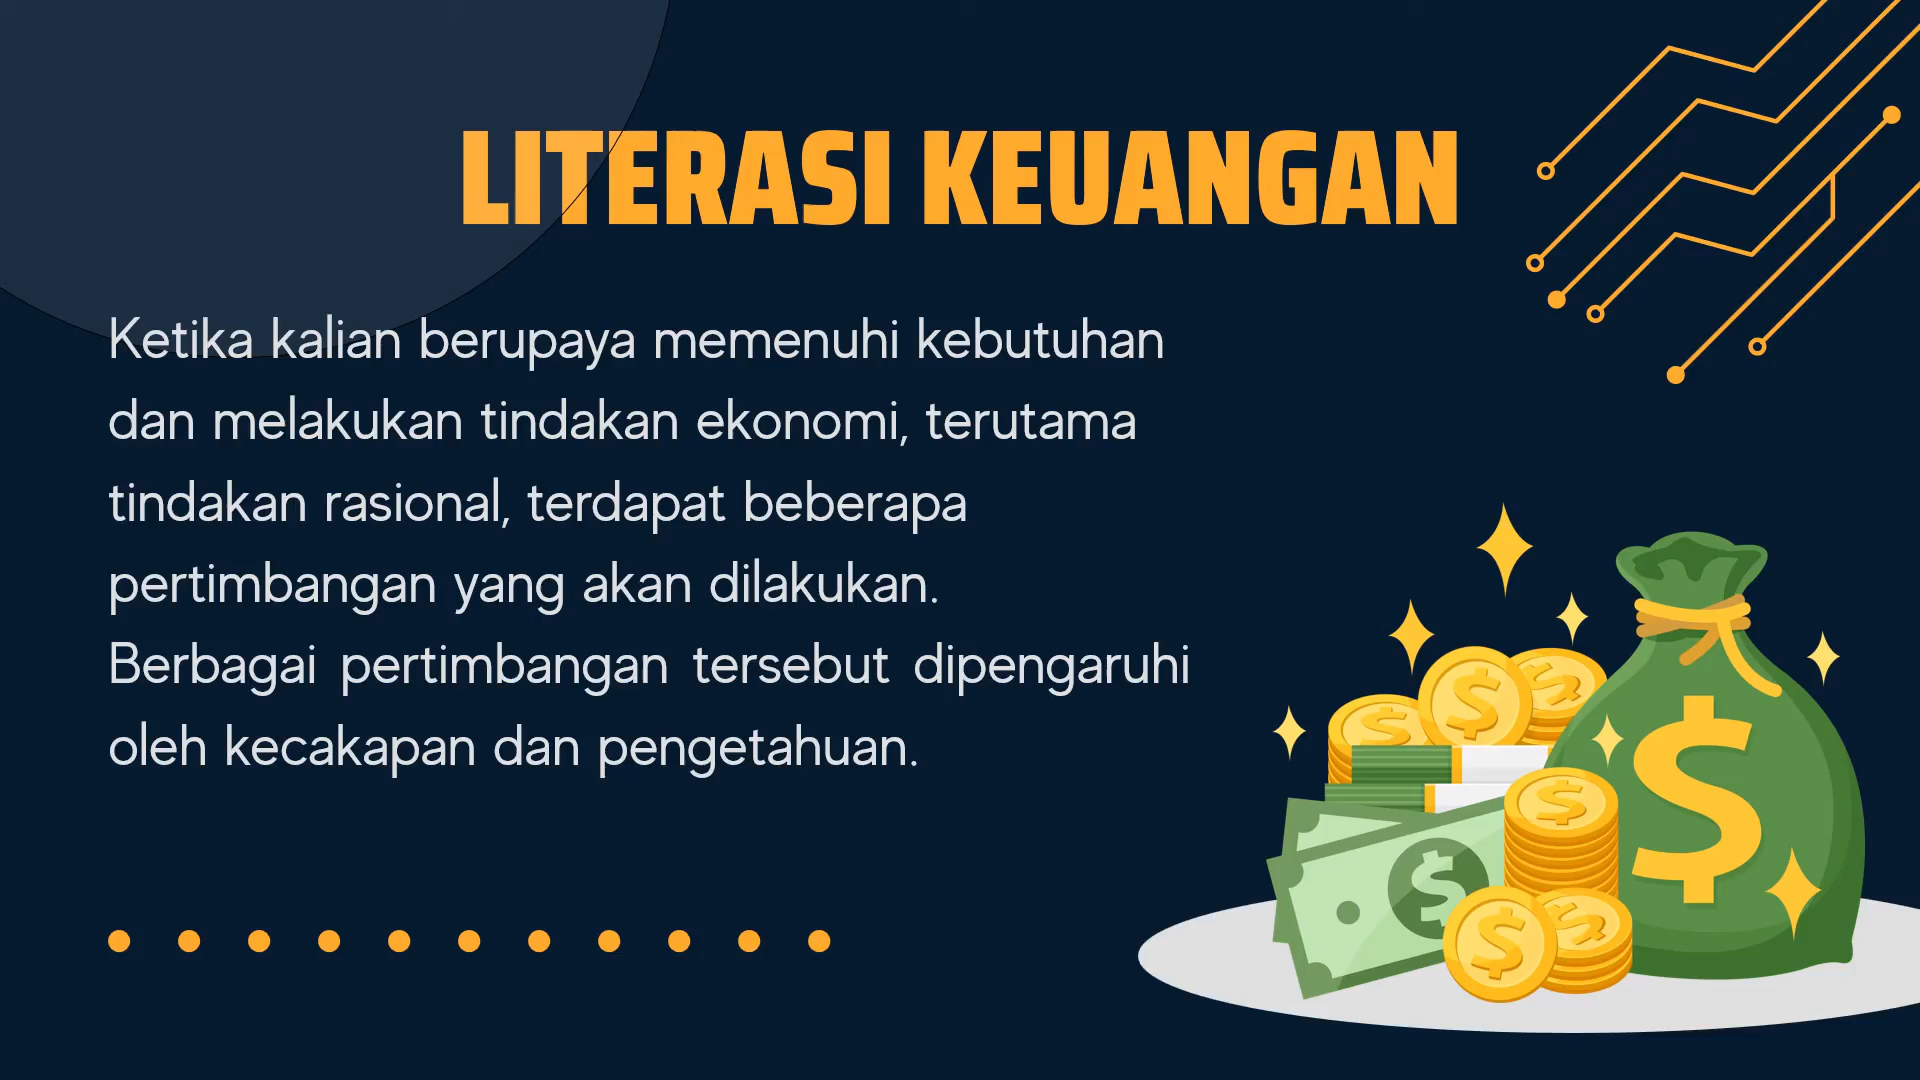 LITERASI KEUANGAN
Ketika kalian berupaya memenuhi kebutuhan
dan melakukan tindakan ekonomi, terutama
tindakan rasional, terdapat beberapa
pertimbangan yang akan dilakukan.
Berbagai pertimbangan tersebut dipengaruhi
oleh kecakapan dan pengetahuan.